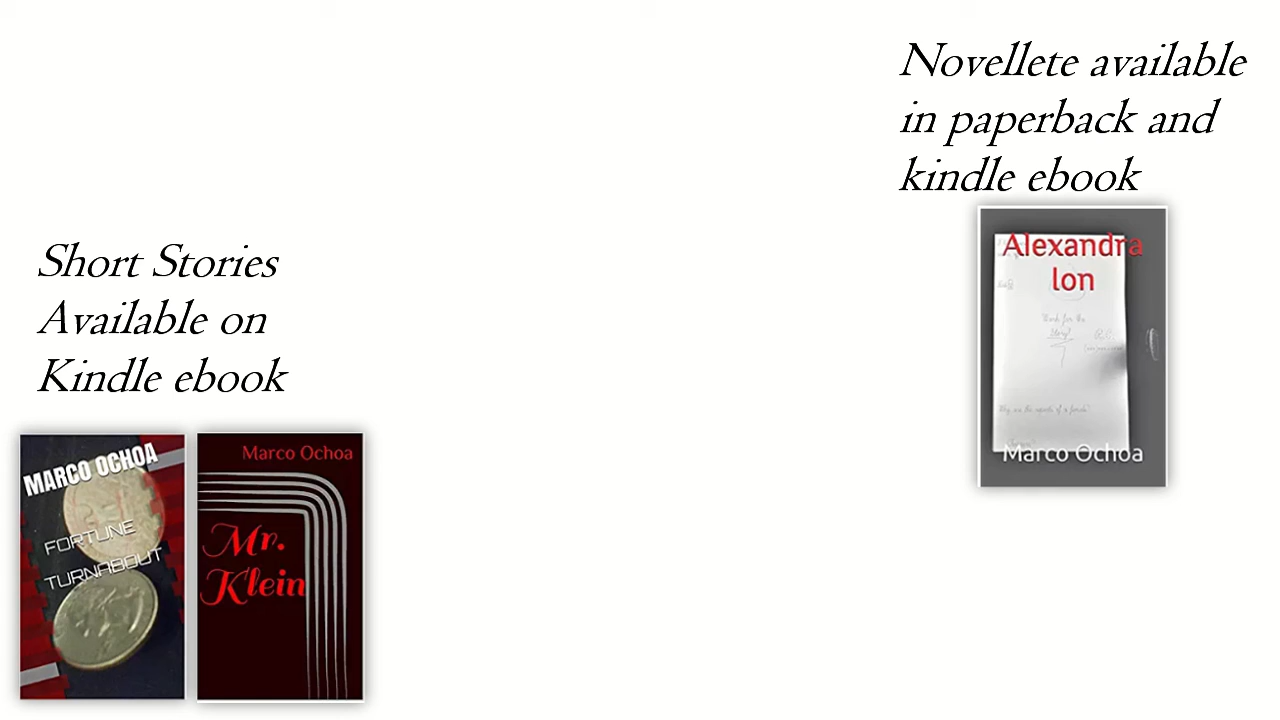 Novellete available
in paperback and
kindle ebook
Alexandra
Ion
Marco Ochoa
Short Stories
Available on
Kindle ebook
MARCO OCHOA
FORTUNE
TURNABOUT
Marco Ochoa
Mr.
Klein